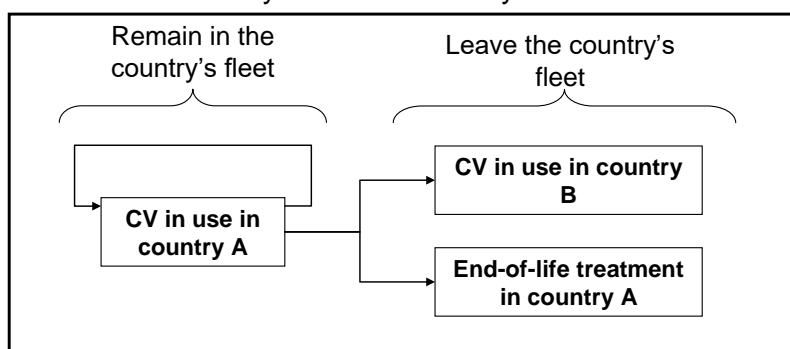 Remain in the
country’s fleet
Leave the country’s
fleet
CV in use in
country A
CV in use in country
B
End-of-life treatment
in country A